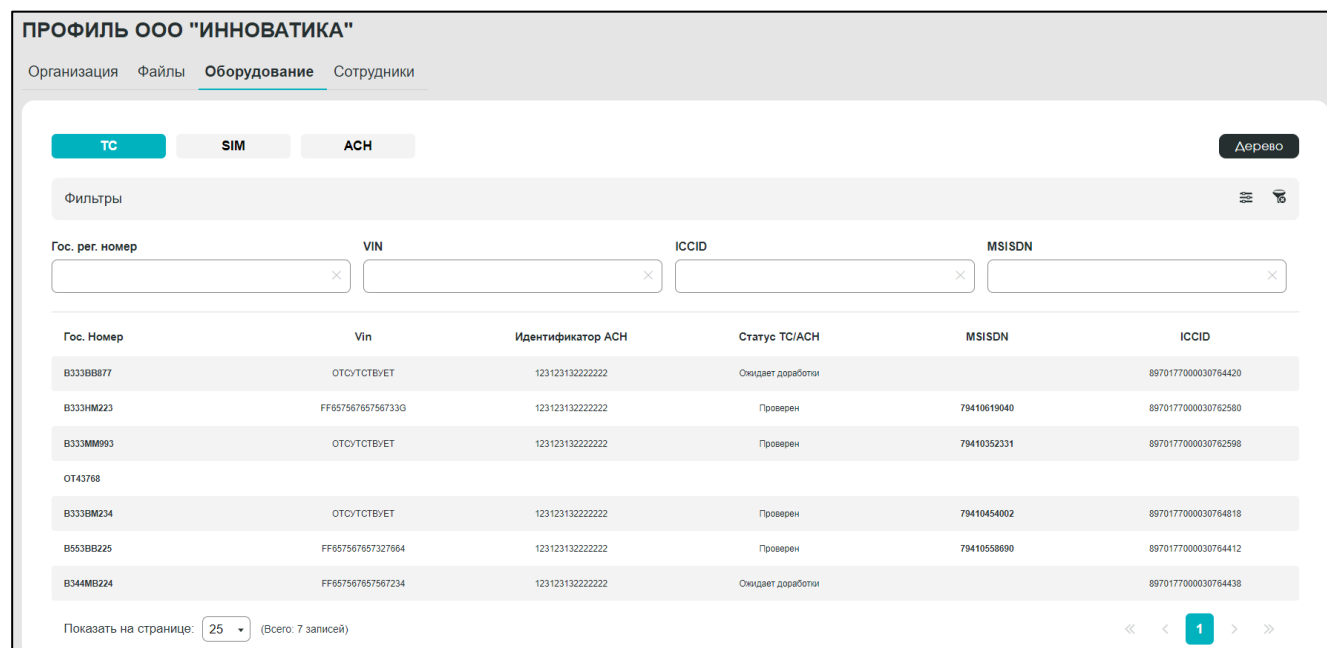 ПРОФИЛЬ ООО "ИННОВАТИКА"
Организация Файлы Оборудование Сотрудники
ТС SIM АСН Дерево
Фильтры
Гос. рег. номер VIN ICCID MSISDN
Гос. Номер Vin Идентификатор АСН Статус ТС/АСН MSISDN ICCID
В333ВВ877 ОТСУТСТВУЕТ 123123132222222 Ожидает доработки 8970177000030764420
В333НМ223 FF65756765756733G 123123132222222 Проверен 79410619040 8970177000030762580
В333ММ993 ОТСУТСТВУЕТ 123123132222222 Проверен 79410352331 8970177000030762598
ОТ43768
В333ВМ234 ОТСУТСТВУЕТ 123123132222222 Проверен 79410454002 8970177000030764818
В553ВВ225 FF657567657327664 123123132222222 Проверен 79410558690 8970177000030764412
В344МВ224 FF657567657567234 123123132222222 Ожидает доработки 8970177000030764438
Показать на странице: 25 (Всего: 7 записей) « < 1 > »